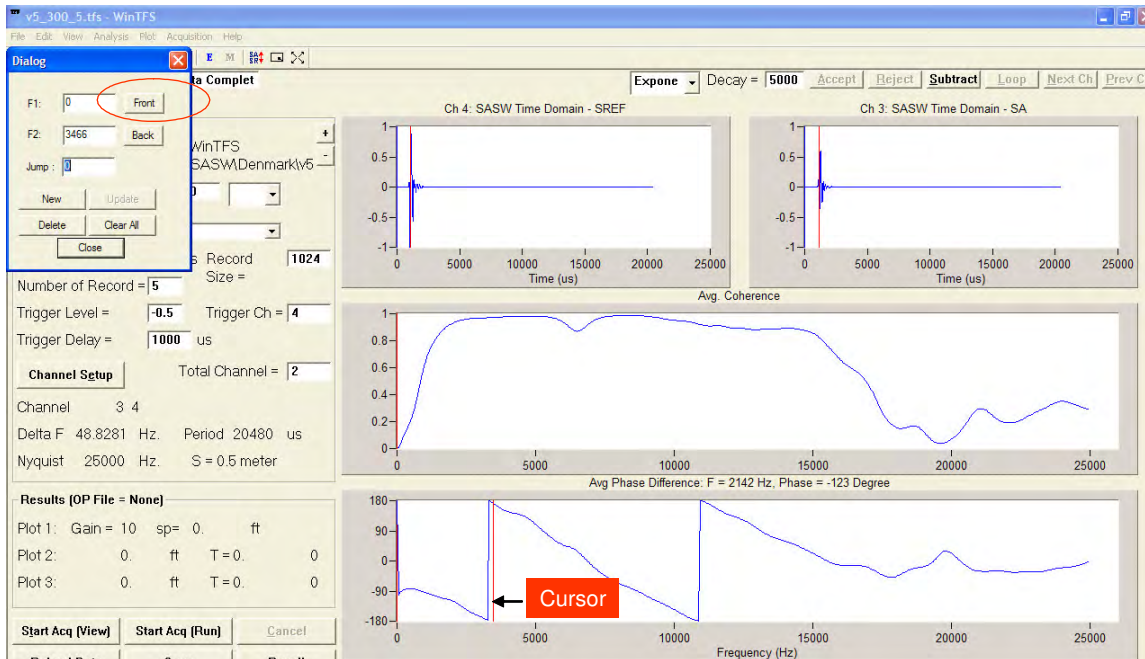 v5_300_5.tfs - WinTFS
File Edit View Analysis Plot Acquisition Help
Dialog
E M SA SR
ta Complet
Expone Decay = 5000 Accept Reject Subtract Loop Next Ch Prev C
F1: 0 Front
F2: 3466 Back
Jump : 0
New Update
Delete Clear All
Close
WinTFS
SASW\Denmark\v5
+
-
s Record Size = 1024
Number of Record = 5
Trigger Level = -0.5 Trigger Ch = 4
Trigger Delay = 1000 us
Channel Setup Total Channel = 2
Channel 3 4
Delta F 48.8281 Hz. Period 20480 us
Nyquist 25000 Hz. S = 0.5 meter
Results (OP File = None)
Plot 1: Gain = 10 sp= 0. ft
Plot 2: 0. ft T = 0. 0
Plot 3: 0. ft T = 0. 0
Start Acq (View) Start Acq (Run) Cancel
Ch 4: SASW Time Domain - SREF
1
0.5
0
-0.5
-1
0 5000 10000 15000 20000 25000
Time (us)
Ch 3: SASW Time Domain - SA
1
0.5
0
-0.5
-1
0 5000 10000 15000 20000 25000
Time (us)
Avg. Coherence
1
0.8
0.6
0.4
0.2
0
0 5000 10000 15000 20000 25000
Avg Phase Difference: F = 2142 Hz, Phase = -123 Degree
180
90
0
-90
-180
Cursor
0 5000 10000 15000 20000 25000
Frequency (Hz)